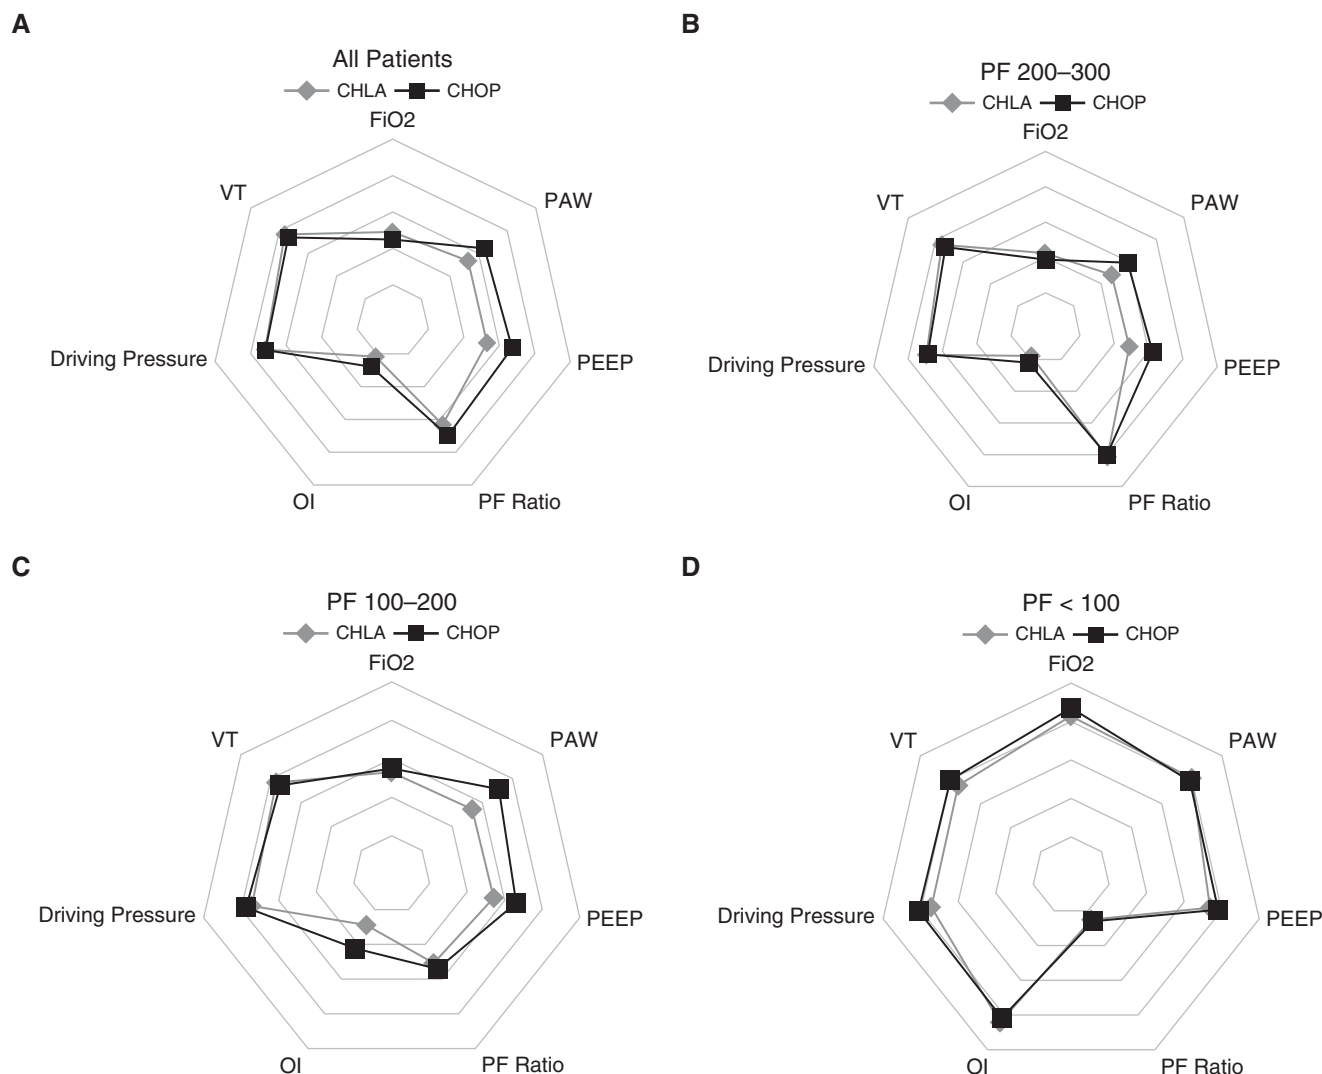 A
All Patients
CHLA CHOP
FiO2
VT
PAW
Driving Pressure
PEEP
OI
PF Ratio
B
PF 200–300
CHLA CHOP
FiO2
VT
PAW
Driving Pressure
PEEP
OI
PF Ratio
C
PF 100–200
CHLA CHOP
FiO2
VT
PAW
Driving Pressure
PEEP
OI
PF Ratio
D
PF < 100
CHLA CHOP
FiO2
VT
PAW
Driving Pressure
PEEP
OI
PF Ratio